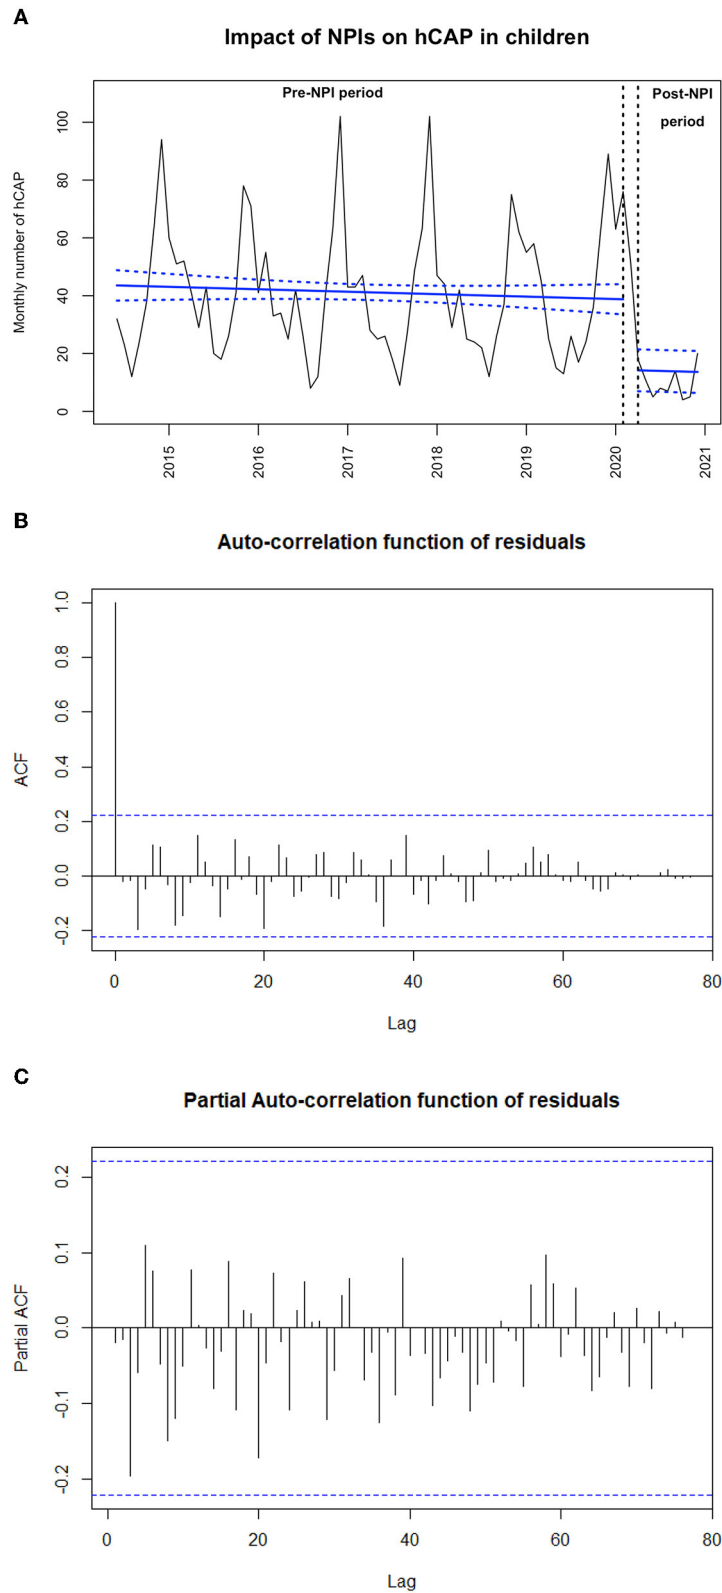 A
Impact of NPIs on hCAP in children
Pre-NPI period
Post-NPI
period
Monthly number of hCAP
100
80
60
40
20
0
2015
2016
2017
2018
2019
2020
2021
B
Auto-correlation function of residuals
ACF
1.0
0.8
0.6
0.4
0.2
0.0
-0.2
0
20
40
60
80
Lag
C
Partial Auto-correlation function of residuals
Partial ACF
0.2
0.1
0.0
-0.1
-0.2
0
20
40
60
80
Lag